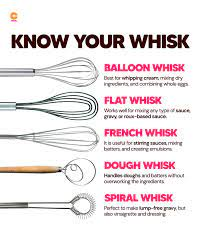 KNOW YOUR WHISK
BALLOON WHISK
Best for whipping cream, mixing dry
ingredients, and combining whole eggs.
FLAT WHISK
Works well for mixing any type of sauce,
gravy, or roux-based sauce.
FRENCH WHISK
It is useful for stirring sauces, mixing
batters, and creating emulsions.
DOUGH WHISK
Handles doughs and batters without
overworking the ingredients.
SPIRAL WHISK
Perfect to make lump-free gravy, but
also vinaigrette and dressing.